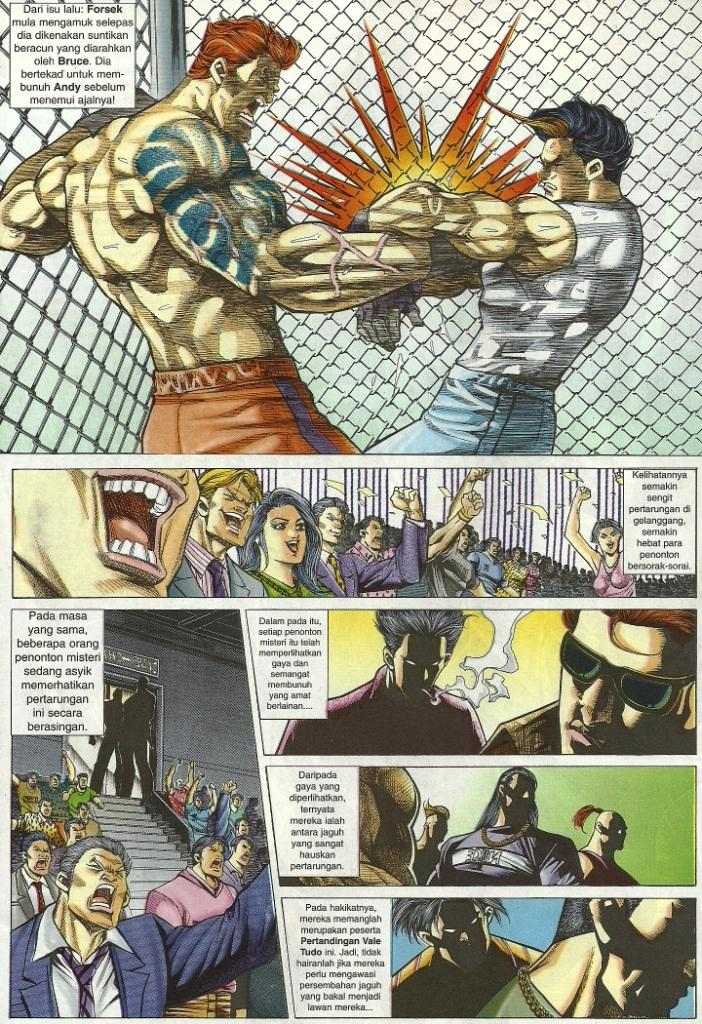 Dari isu lalu: Forsek
mula mengamuk selepas
dia dikenakan suntikan
beracun yang diarahkan
oleh Bruce. Dia
bertekad untuk mem-
bunuh Andy sebelum
menemui ajalnya!
Kelihatannya
semakin
sengit
pertarungan di
gelanggang,
semakin
hebat para
penonton
bersorak-sorai.
Pada masa
yang sama,
beberapa orang
penonton misteri
sedang asyik
memerhatikan
pertarungan
ini secara
berasingan.
Dalam pada itu,
setiap penonton
misteri itu telah
memperlihatkan
gaya dan
semangat
membunuh
yang amat
berlainan....
Daripada
gaya yang
diperlihatkan,
ternyata
mereka ialah
antara jaguh
yang sangat
hauskan
pertarungan.
Pada hakikatnya,
mereka memanglah
merupakan peserta
Pertandingan Vale
Tudo ini. Jadi, tidak
hairanlah jika mereka
perlu mengawasi
persembahan jaguh
yang bakal menjadi
lawan mereka...